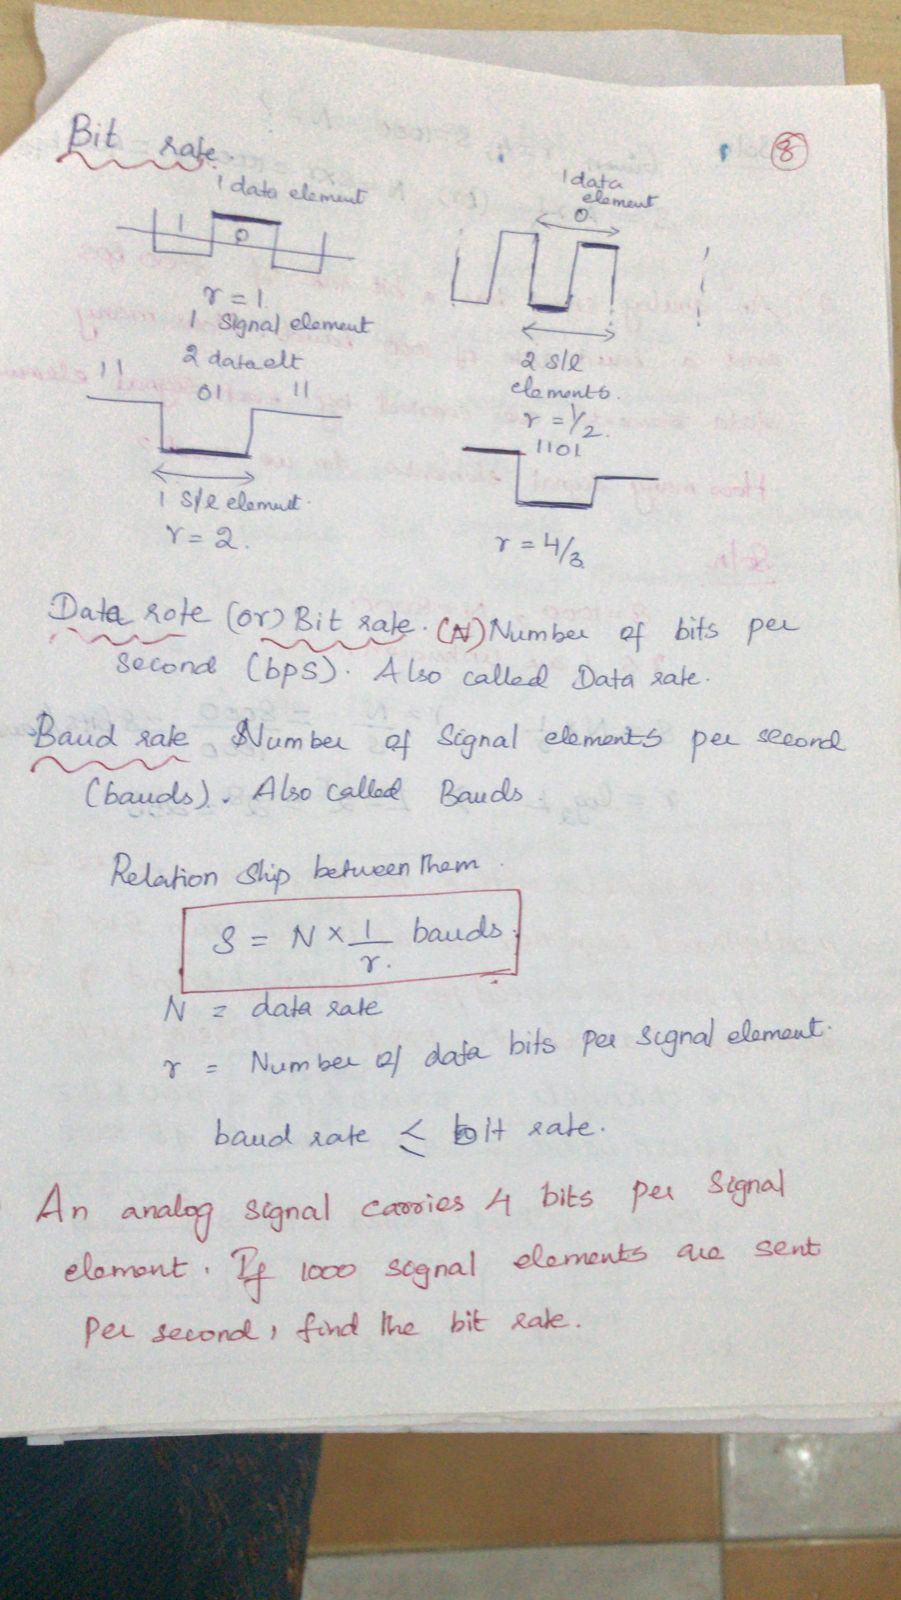 8
Bit rate.
1 data element
1 0
r = 1
1 signal element
1 data
element
0
2 s/l
elements.
r = 1/2
2 data elt
11 01 11
1 s/l element.
r = 2.
1101
r = 4/3
Data rate (or) Bit rate. (N) Number of bits per
second (bps). Also called Data rate.
Baud rate Number of signal elements per second
(bauds). Also called Bauds
Relation ship between them.
S = N × 1/r. bauds.
N = data rate
r = Number of data bits per signal element.
baud rate ≤ bit rate.
An analog signal carries 4 bits per signal
element. If 1000 signal elements are sent
per second, find the bit rate.